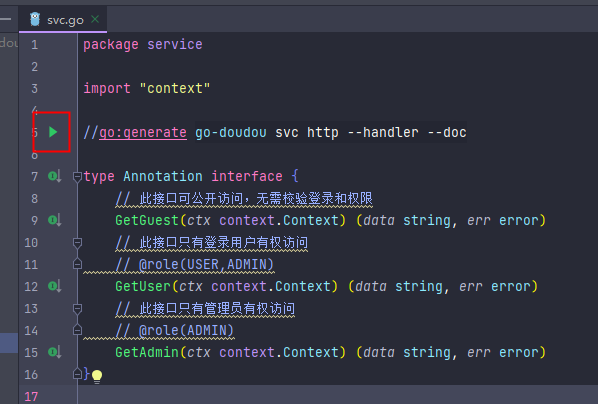 svc.go
dou
1 package service
2
3 import "context"
4
5 //go:generate go-doudou svc http --handler --doc
6
7 type Annotation interface {
8 // 此接口可公开访问，无需校验登录和权限
9 GetGuest(ctx context.Context) (data string, err error)
10 // 此接口只有登录用户有权访问
11 // @role(USER,ADMIN)
12 GetUser(ctx context.Context) (data string, err error)
13 // 此接口只有管理员有权访问
14 // @role(ADMIN)
15 GetAdmin(ctx context.Context) (data string, err error)
16 }
17